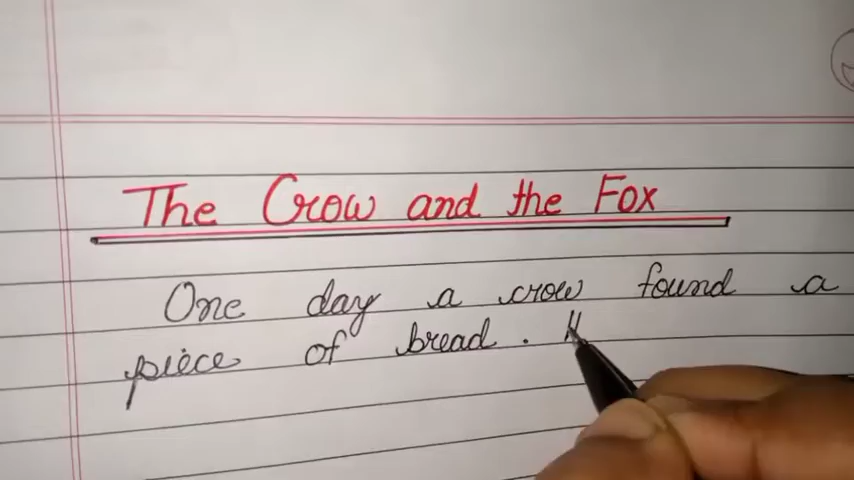 The Crow and the Fox
One day a crow found a
piece of bread.